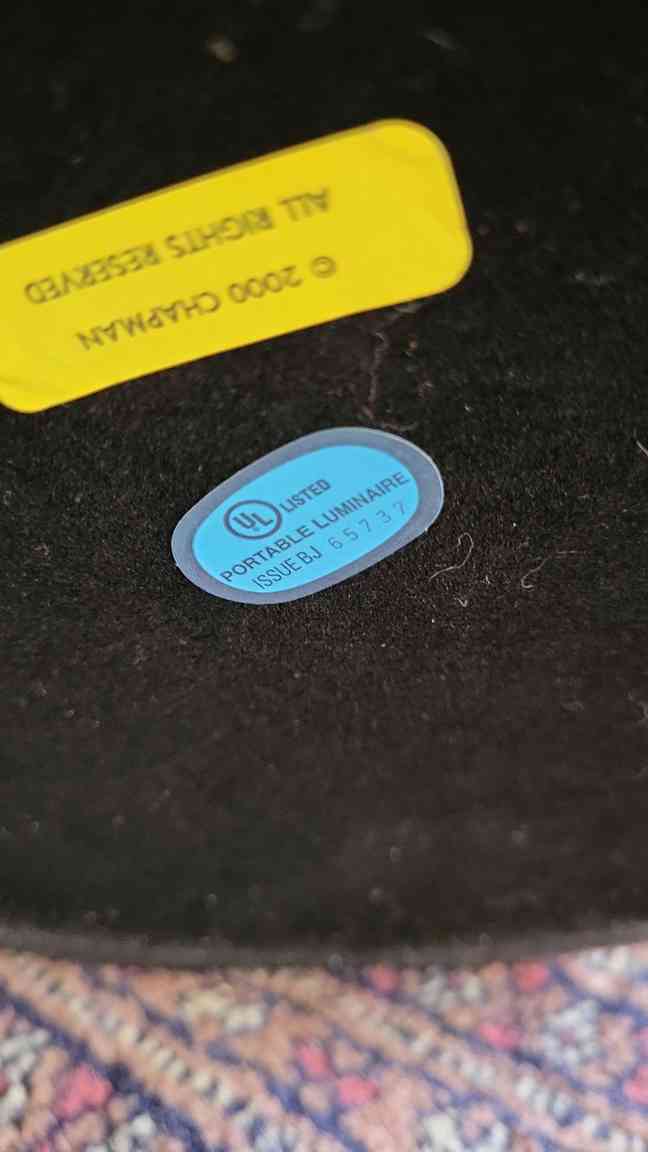 © 2000 CHAPMAN
ALL RIGHTS RESERVED
UL LISTED
PORTABLE LUMINAIRE
ISSUE BJ 65737